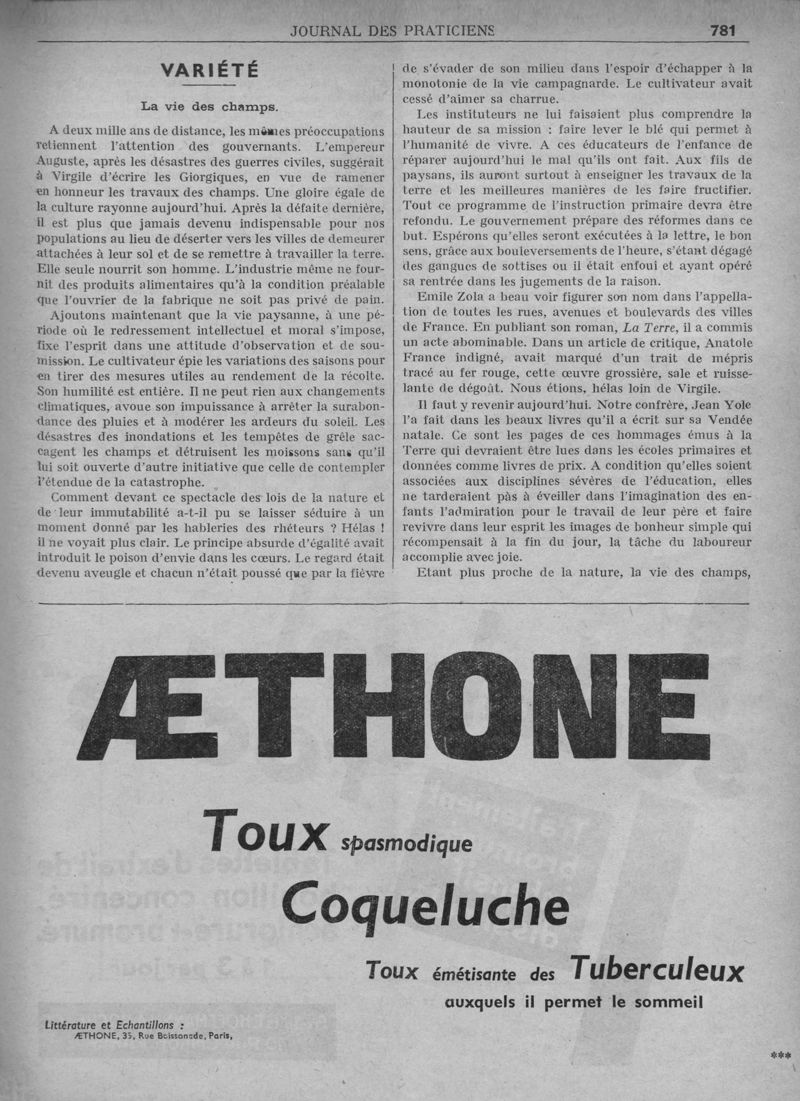 JOURNAL DES PRATICIENS 781
VARIÉTÉ
La vie des champs.
A deux mille ans de distance, les mêmes préoccupations
retiennent l'attention des gouvernants. L'empereur
Auguste, après les désastres des guerres civiles, suggérait
à Virgile d'écrire les Giorgiques, en vue de ramener
en honneur les travaux des champs. Une gloire égale de
la culture rayonne aujourd'hui. Après la défaite dernière,
il est plus que jamais devenu indispensable pour nos
populations au lieu de déserter vers les villes de demeurer
attachées à leur sol et de se remettre à travailler la terre.
Elle seule nourrit son homme. L'industrie même ne four-
nit des produits alimentaires qu'à la condition préalable
que l'ouvrier de la fabrique ne soit pas privé de pain.
Ajoutons maintenant que la vie paysanne, à une pé-
riode où le redressement intellectuel et moral s'impose,
fixe l'esprit dans une attitude d'observation et de sou-
mission. Le cultivateur épie les variations des saisons pour
en tirer des mesures utiles au rendement de la récolte.
Son humilité est entière. Il ne peut rien aux changements
climatiques, avoue son impuissance à arrêter la surabon-
dance des pluies et à modérer les ardeurs du soleil. Les
désastres des inondations et les tempêtes de grêle sac-
cagent les champs et détruisent les moissons sans qu'il
lui soit ouverte d'autre initiative que celle de contempler
l'étendue de la catastrophe.
Comment devant ce spectacle des lois de la nature et
de leur immutabilité a-t-il pu se laisser séduire à un
moment donné par les hableries des rhéteurs ? Hélas !
il ne voyait plus clair. Le principe absurde d'égalité avait
introduit le poison d'envie dans les cœurs. Le regard était
devenu aveugle et chacun n'était poussé que par la fièvre
de s'évader de son milieu dans l'espoir d'échapper à la
monotonie de la vie campagnarde. Le cultivateur avait
cessé d'aimer sa charrue.
Les instituteurs ne lui faisaient plus comprendre la
hauteur de sa mission : faire lever le blé qui permet à
l'humanité de vivre. A ces éducateurs de l'enfance de
réparer aujourd'hui le mal qu'ils ont fait. Aux fils de
paysans, ils auront surtout à enseigner les travaux de la
terre et les meilleures manières de les faire fructifier.
Tout ce programme de l'instruction primaire devra être
refondu. Le gouvernement prépare des réformes dans ce
but. Espérons qu'elles seront exécutées à la lettre, le bon
sens, grâce aux bouleversements de l'heure, s'étant dégagé
des gangues de sottises ou il était enfoui et ayant opéré
sa rentrée dans les jugements de la raison.
Emile Zola a beau voir figurer son nom dans l'appella-
tion de toutes les rues, avenues et boulevards des villes
de France. En publiant son roman, La Terre, il a commis
un acte abominable. Dans un article de critique, Anatole
France indigné, avait marqué d'un trait de mépris
tracé au fer rouge, cette œuvre grossière, sale et ruisse-
lante de dégoût. Nous étions, hélas loin de Virgile.
Il faut y revenir aujourd'hui. Notre confrère, Jean Yole
l'a fait dans les beaux livres qu'il a écrit sur sa Vendée
natale. Ce sont les pages de ces hommages émus à la
Terre qui devraient être lues dans les écoles primaires et
données comme livres de prix. A condition qu'elles soient
associées aux disciplines sévères de l'éducation, elles
ne tarderaient pas à éveiller dans l'imagination des en-
fants l'admiration pour le travail de leur père et faire
revivre dans leur esprit les images de bonheur simple qui
récompensait à la fin du jour, la tâche du laboureur
accomplie avec joie.
Etant plus proche de la nature, la vie des champs,
ÆTHONE
Toux spasmodique
Coqueluche
Toux émétisante des Tuberculeux
auxquels il permet le sommeil
Littérature et Echantillons :
ÆTHONE, 35, Rue Boissonade, Paris,
***